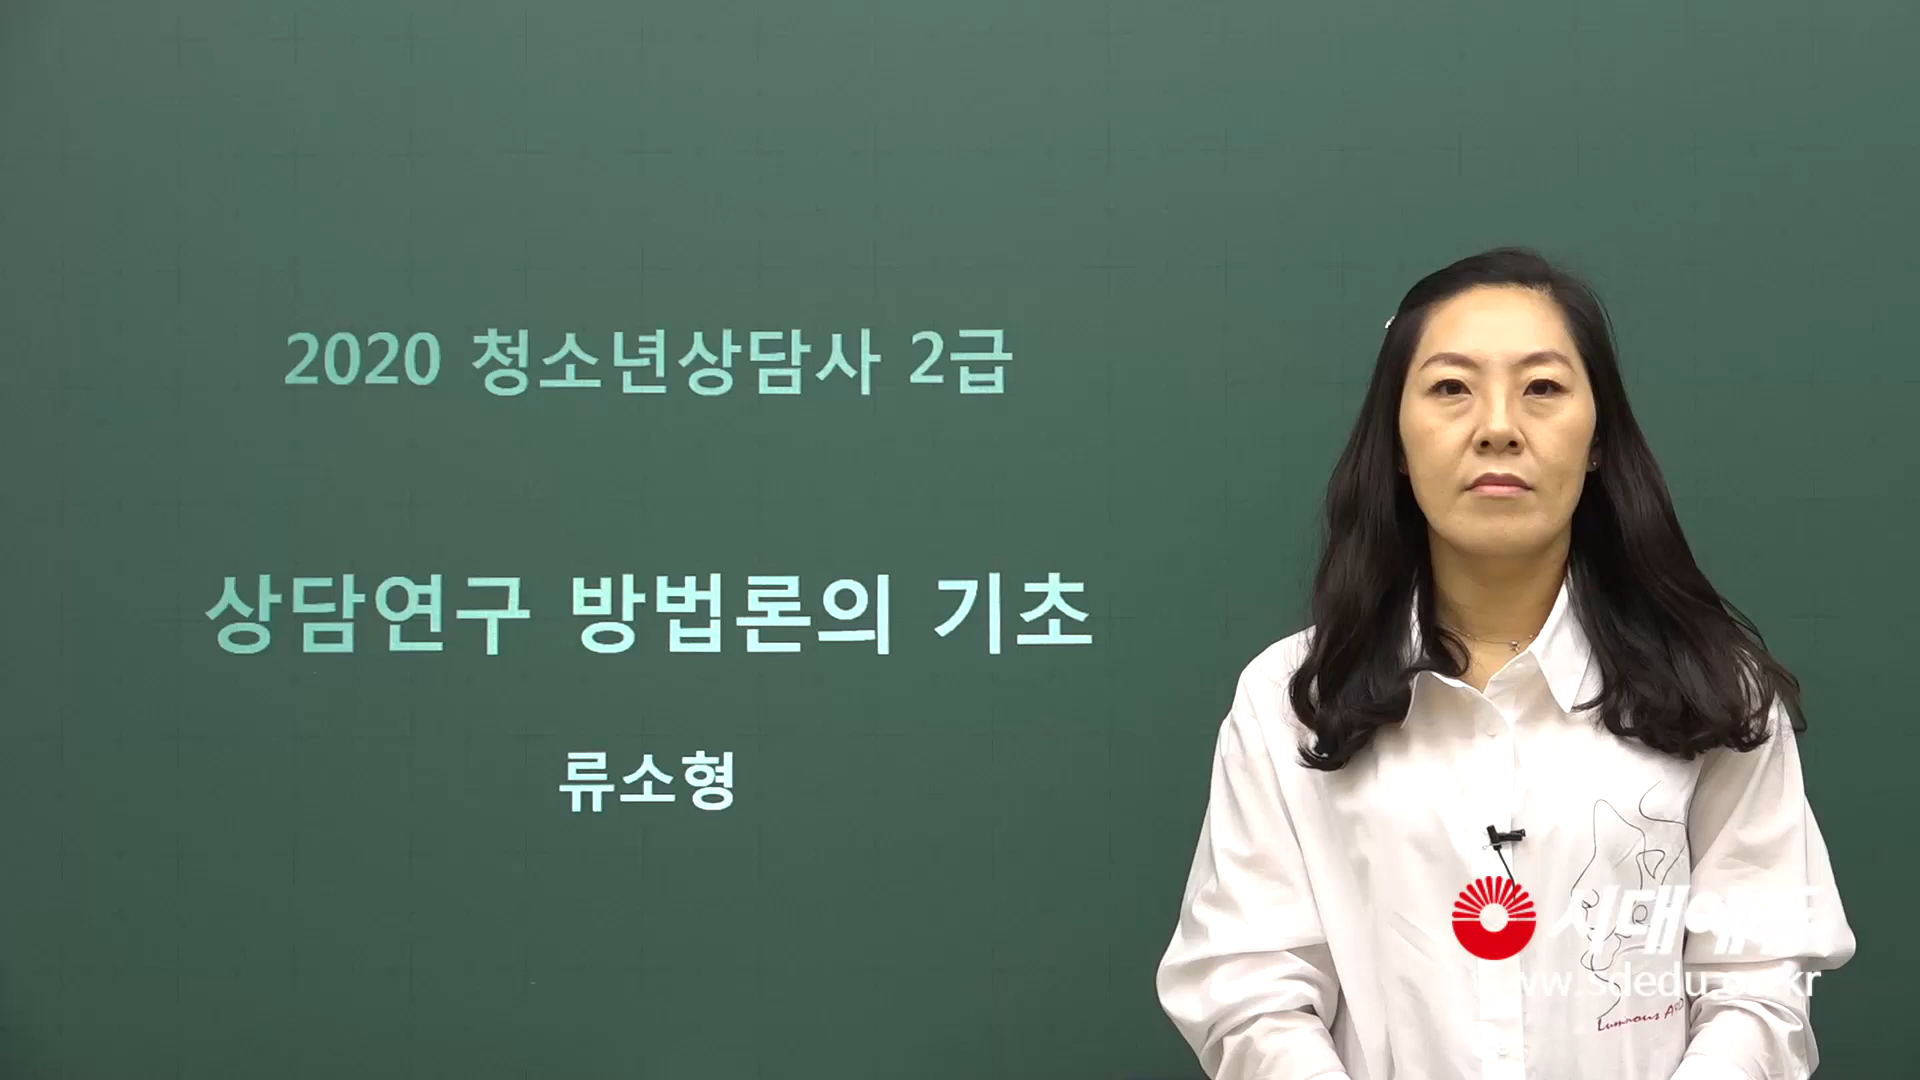 2020 청소년상담사 2급
상담연구 방법론의 기초
류소형
시대에듀
www.sdedu.co.kr